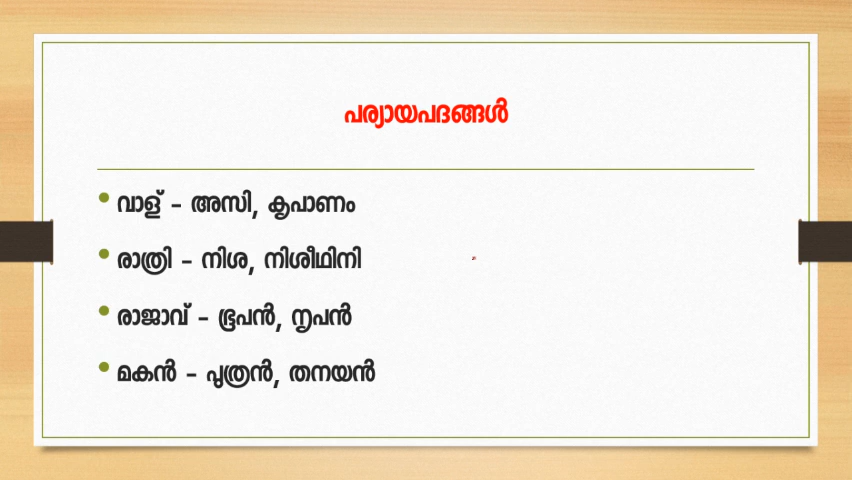 പര്യായപദങ്ങൾ
• വാള് – അസി, കൃപാണം
• രാത്രി – നിശ, നിശീഥിനി
• രാജാവ് – ഭൂപൻ, നൃപൻ
• മകൻ – പുത്രൻ, തനയൻ